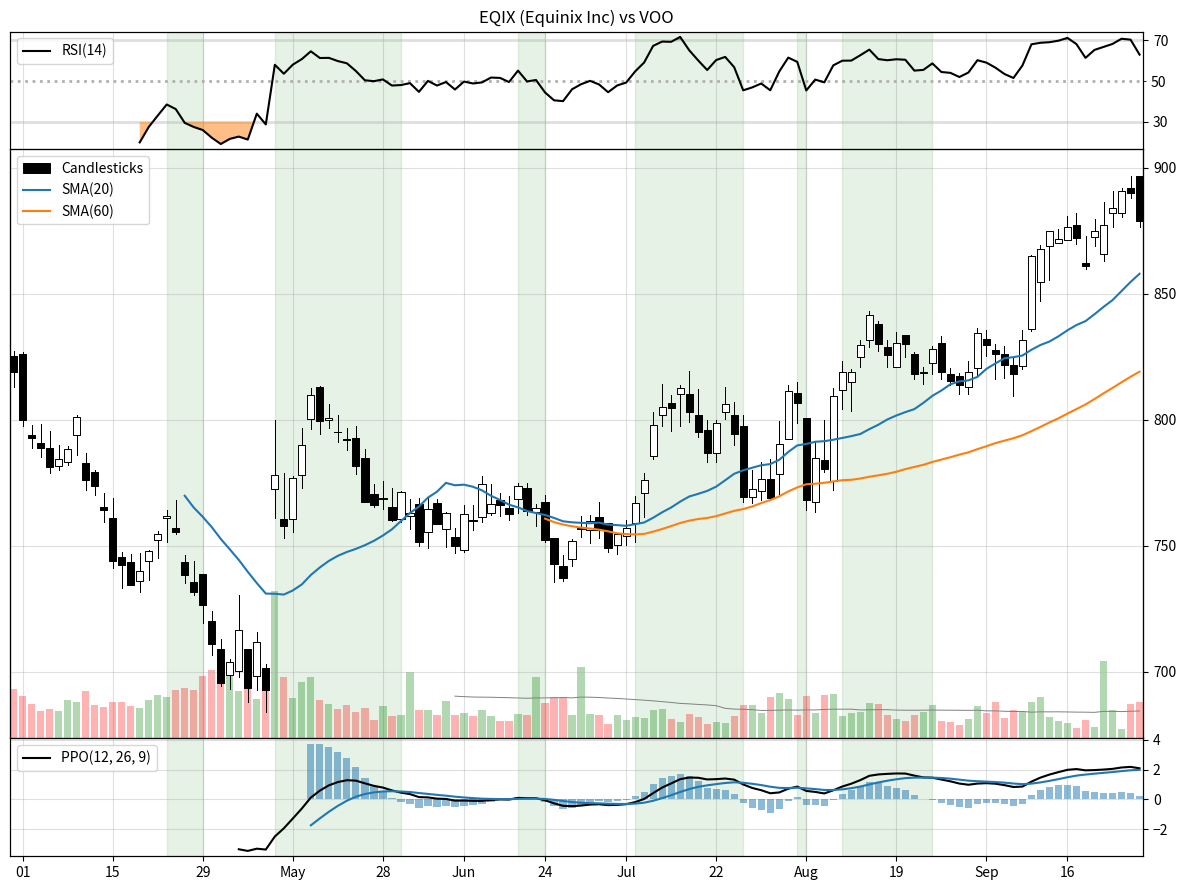 EQIX (Equinix Inc) vs VOO
RSI(14)
70
50
30
Candlesticks
SMA(20)
SMA(60)
900
850
800
750
700
PPO(12, 26, 9)
4
2
0
−2
01 15 29 May 28 Jun 24 Jul 22 Aug 19 Sep 16